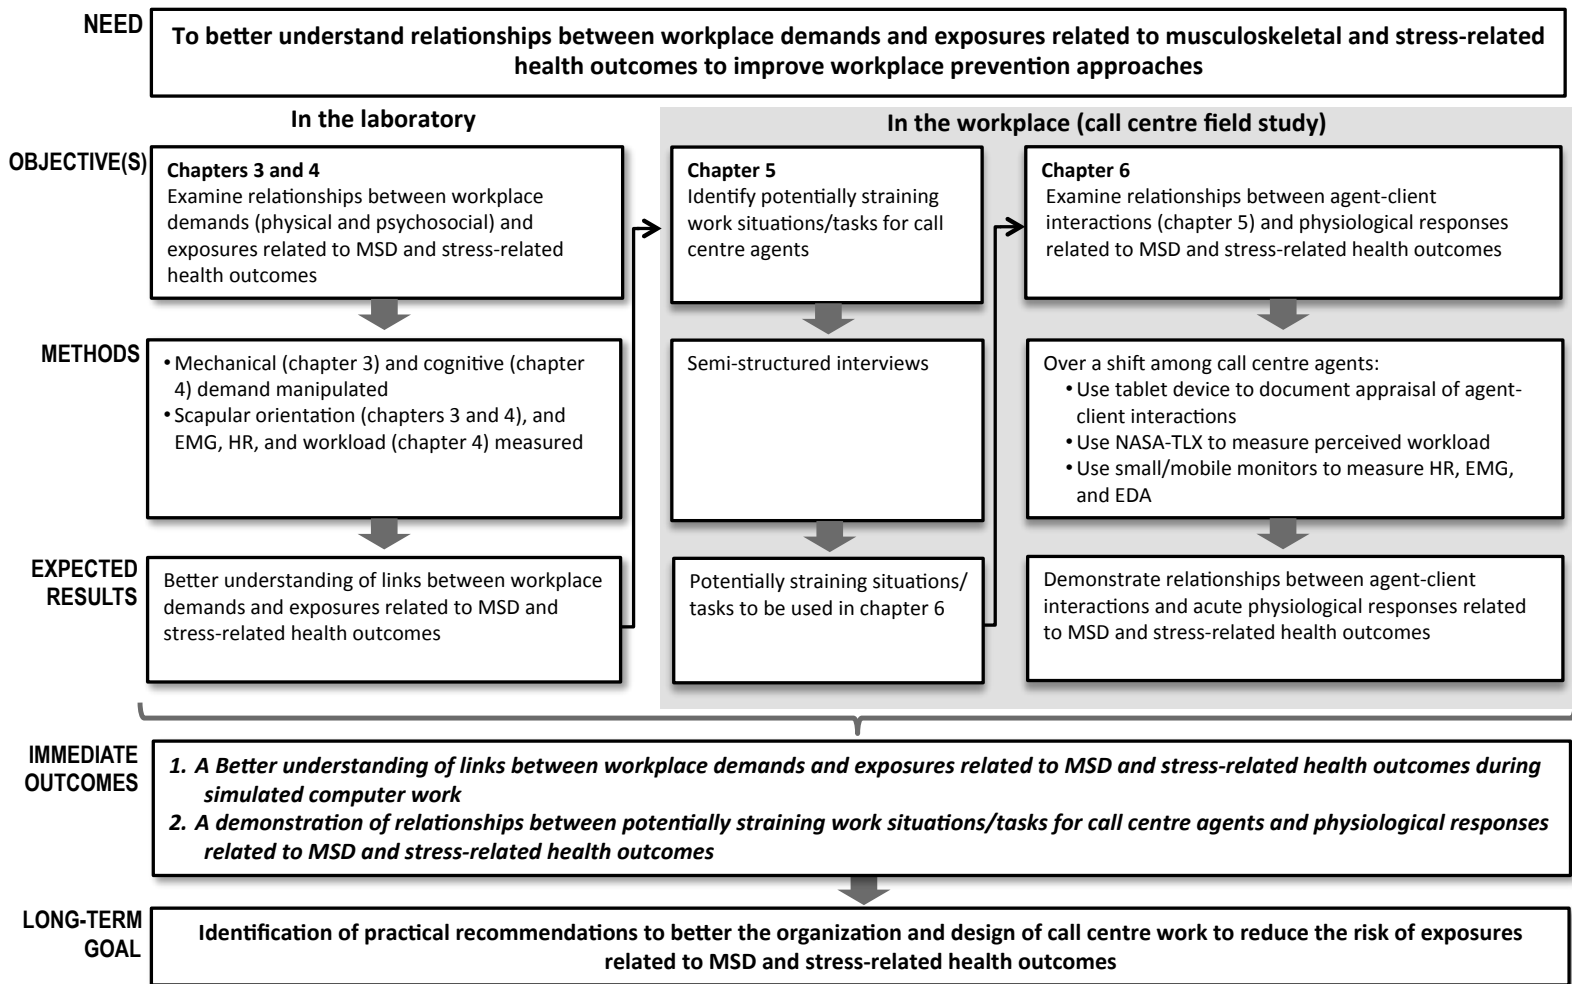 NEED
To better understand relationships between workplace demands and exposures related to musculoskeletal and stress-related
health outcomes to improve workplace prevention approaches
In the laboratory
In the workplace (call centre field study)
OBJECTIVE(S)
Chapters 3 and 4
Examine relationships between workplace
demands (physical and psychosocial) and
exposures related to MSD and stress-related
health outcomes
Chapter 5
Identify potentially straining
work situations/tasks for call
centre agents
Chapter 6
Examine relationships between agent-client
interactions (chapter 5) and physiological responses
related to MSD and stress-related health outcomes
METHODS
• Mechanical (chapter 3) and cognitive (chapter
4) demand manipulated
• Scapular orientation (chapters 3 and 4), and
EMG, HR, and workload (chapter 4) measured
Semi-structured interviews
Over a shift among call centre agents:
• Use tablet device to document appraisal of agent-
client interactions
• Use NASA-TLX to measure perceived workload
• Use small/mobile monitors to measure HR, EMG,
and EDA
EXPECTED
RESULTS
Better understanding of links between workplace
demands and exposures related to MSD and
stress-related health outcomes
Potentially straining situations/
tasks to be used in chapter 6
Demonstrate relationships between agent-client
interactions and acute physiological responses related
to MSD and stress-related health outcomes
IMMEDIATE
OUTCOMES
1. A Better understanding of links between workplace demands and exposures related to MSD and stress-related health outcomes during
simulated computer work
2. A demonstration of relationships between potentially straining work situations/tasks for call centre agents and physiological responses
related to MSD and stress-related health outcomes
LONG-TERM
GOAL
Identification of practical recommendations to better the organization and design of call centre work to reduce the risk of exposures
related to MSD and stress-related health outcomes